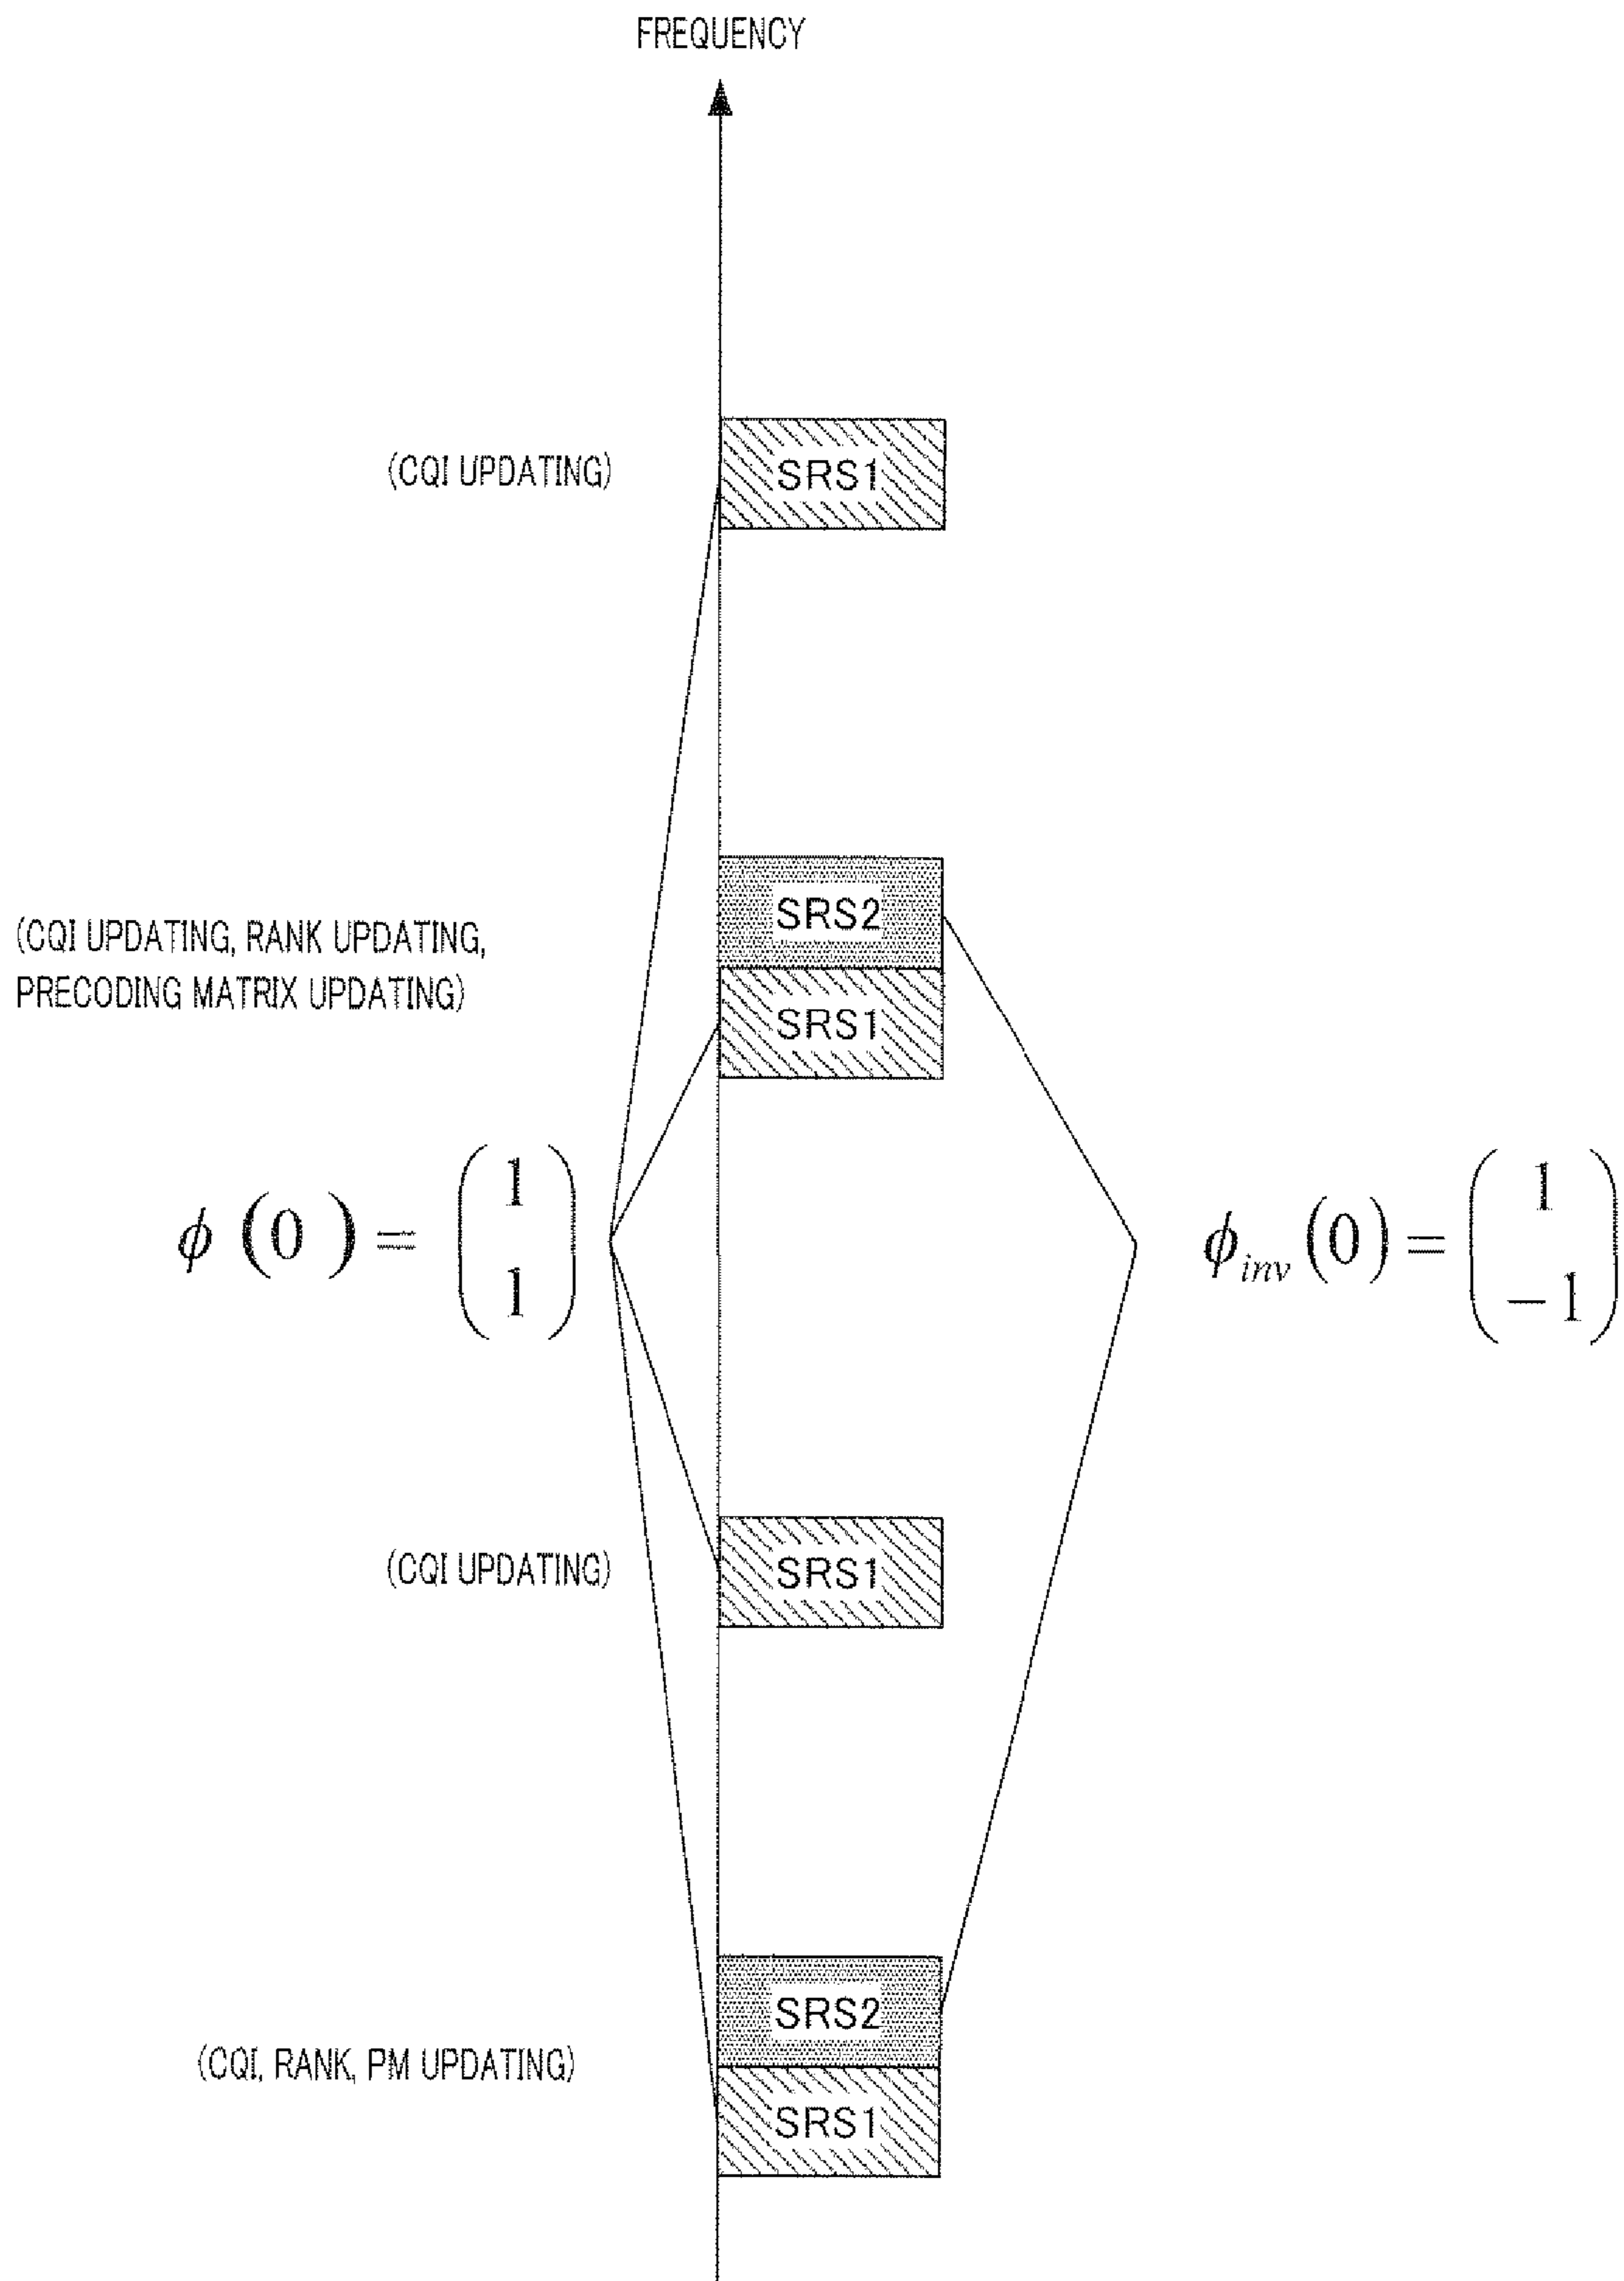 FREQUENCY
(CQI UPDATING)
SRS1
SRS2
(CQI UPDATING, RANK UPDATING,
PRECODING MATRIX UPDATING)
SRS1
ϕ (0) = (1 1)
ϕinv (0) = (1 −1)
(CQI UPDATING)
SRS1
SRS2
(CQI, RANK, PM UPDATING)
SRS1